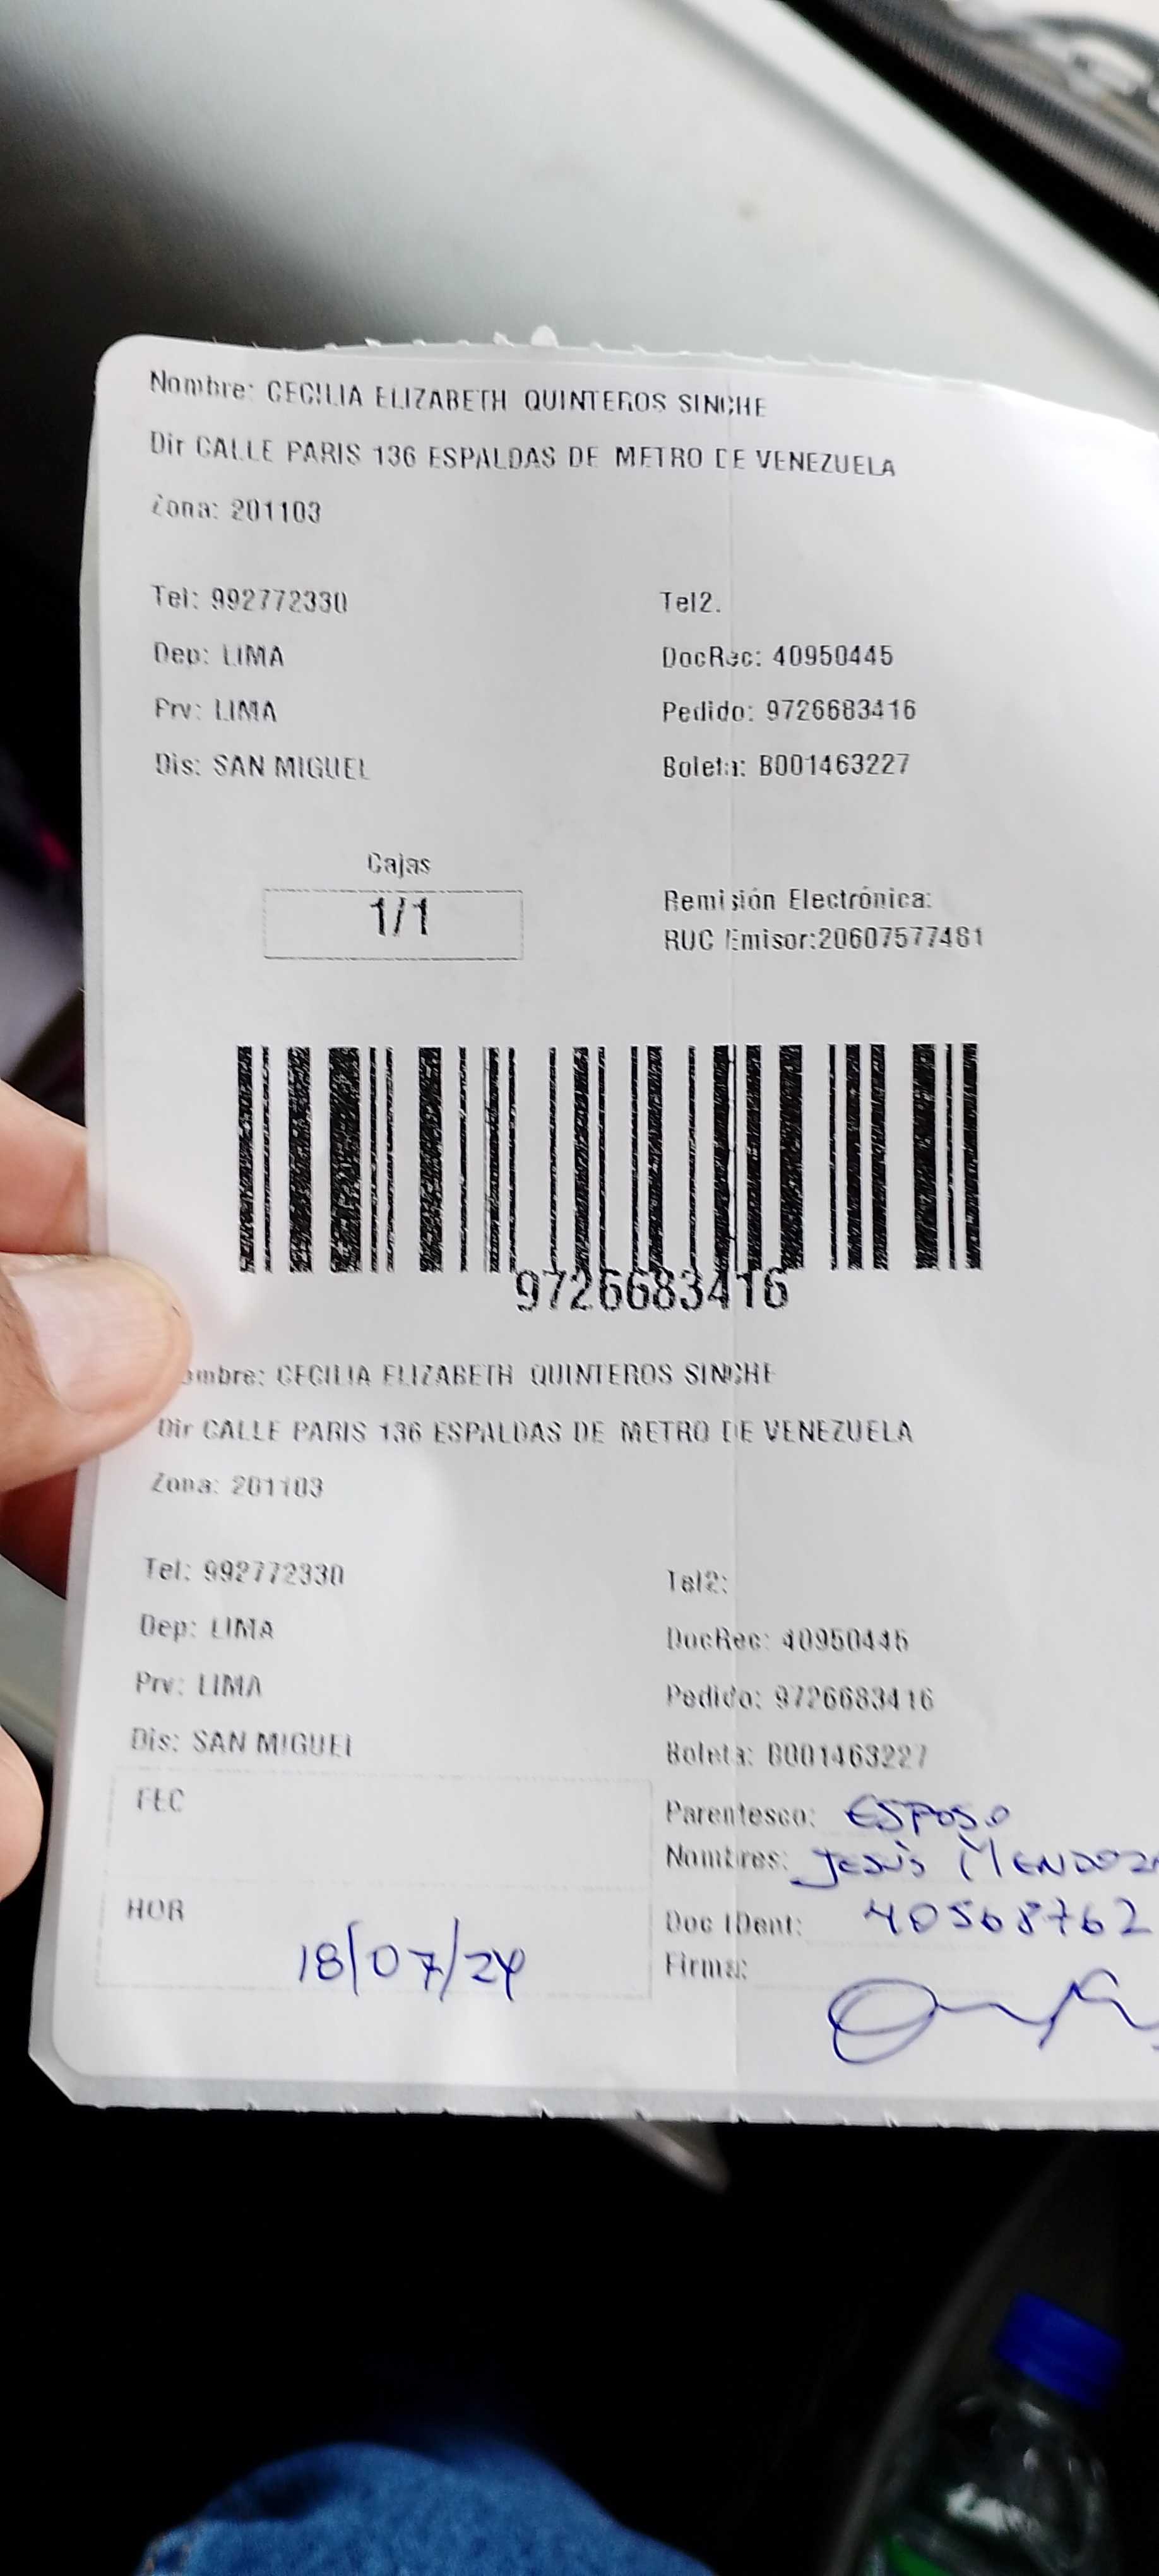 Nombre: CECILIA ELIZABETH QUINTEROS SINCHE
Dir CALLE PARIS 136 ESPALDAS DE METRO DE VENEZUELA
Zona: 201103
Tel: 992772330 Tel2:
Dep: LIMA DocRec: 40950445
Prv: LIMA Pedido: 9726683416
Dis: SAN MIGUEL Boleta: B001463227
Cajas
1/1
Remisión Electrónica:
RUC Emisor:20607577481
9726683416
ombre: CECILIA ELIZABETH QUINTEROS SINCHE
Dir CALLE PARIS 136 ESPALDAS DE METRO DE VENEZUELA
Zona: 201103
Tel: 992772330 Tel2:
Dep: LIMA DocRec: 40950445
Prv: LIMA Pedido: 9726683416
Dis: SAN MIGUEL Boleta: B001463227
FEC
Parentesco: ESPOSO
Nombres: JESÙS MENDOZA
HOR
18/07/24
Doc IDent: 40568762
Firma: